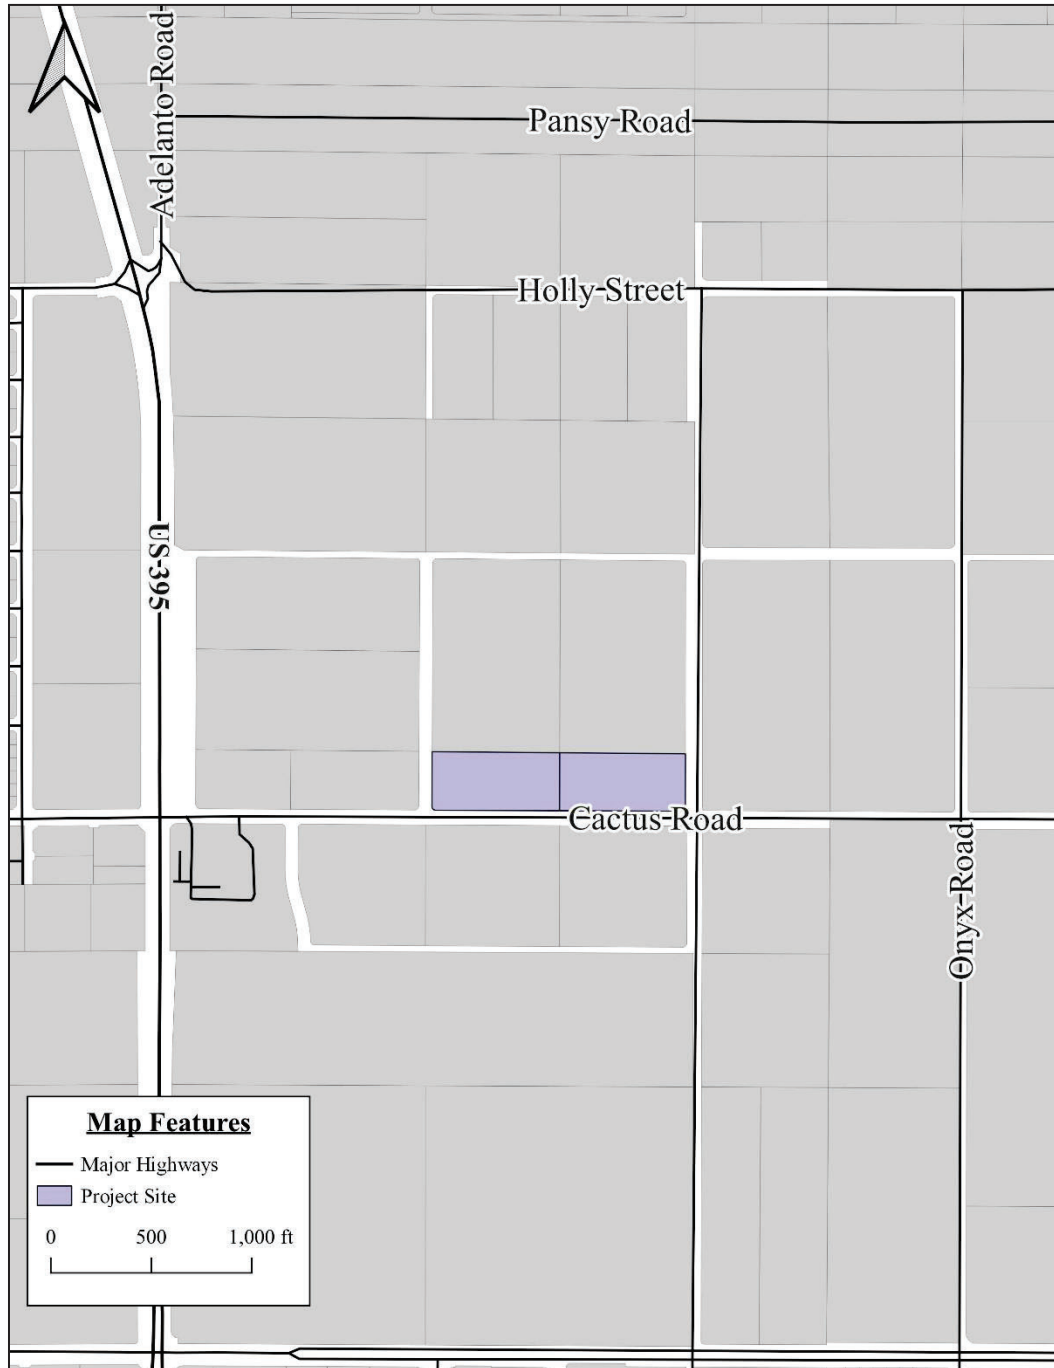 Adelanto Road
Pansy Road
Holly Street
US-395
Cactus Road
Onyx Road
Map Features
Major Highways
Project Site
0 500 1,000 ft